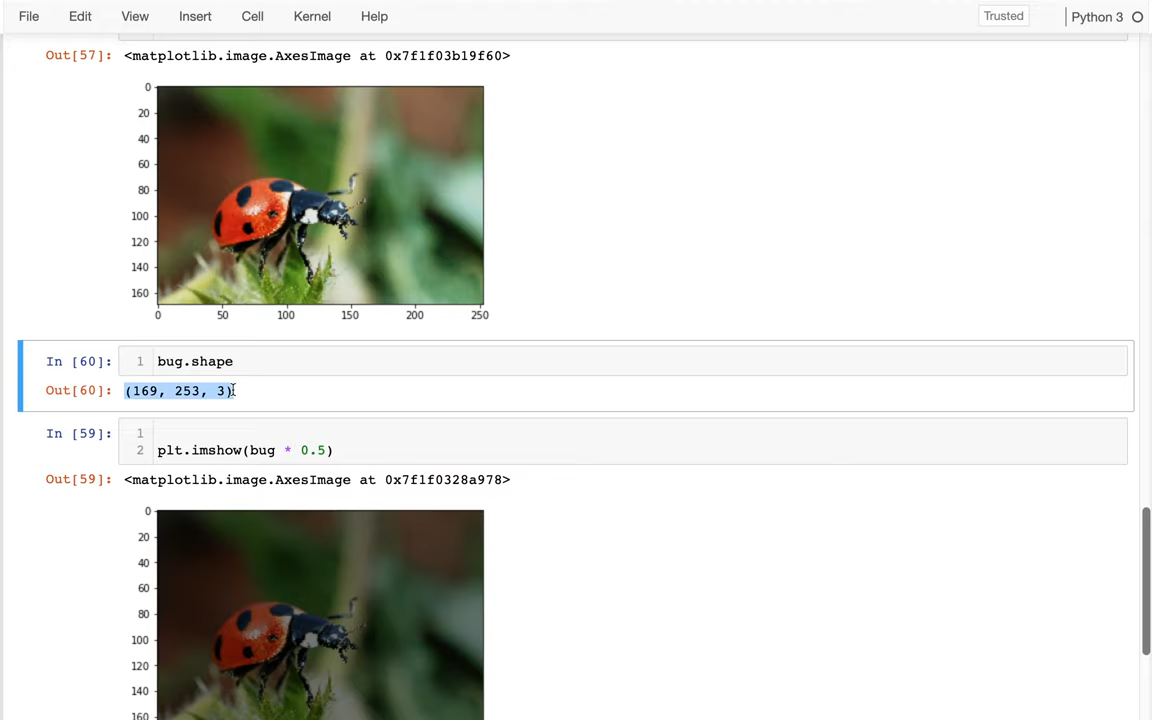 File Edit View Insert Cell Kernel Help Trusted Python 3
Out[57]: <matplotlib.image.AxesImage at 0x7f1f03b19f60>
0
20
40
60
80
100
120
140
160
0 50 100 150 200 250
In [60]: 1 bug.shape
Out[60]: (169, 253, 3)
In [59]: 1
2 plt.imshow(bug * 0.5)
Out[59]: <matplotlib.image.AxesImage at 0x7f1f0328a978>
0
20
40
60
80
100
120
140
160